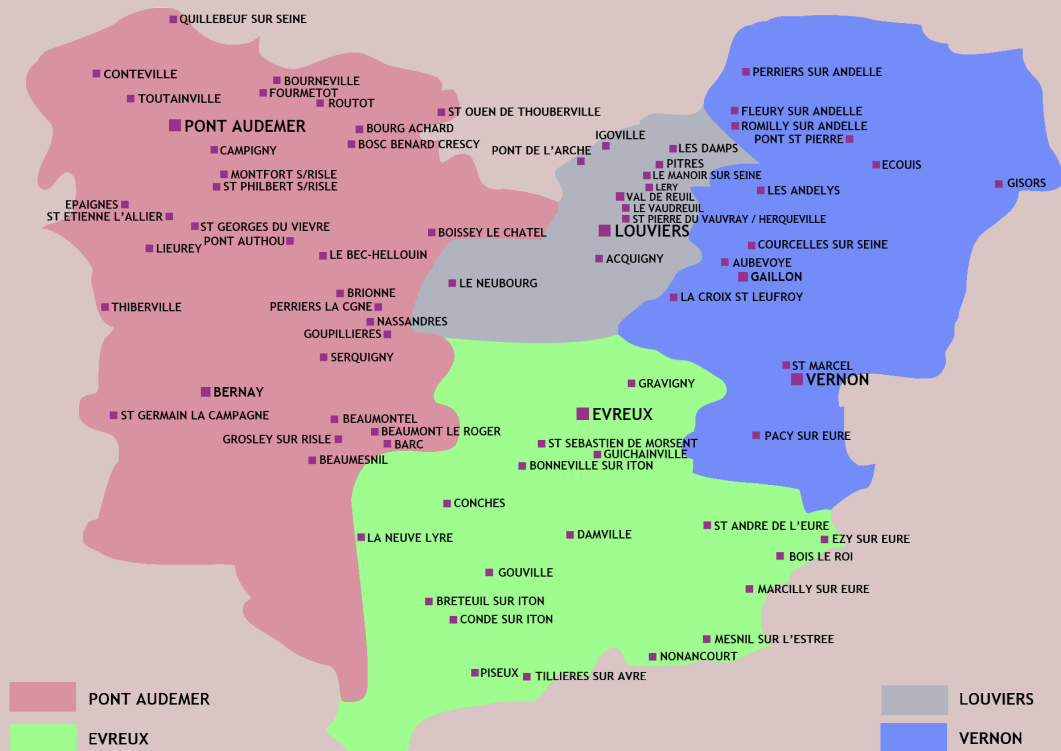 QUILLEBEUF SUR SEINE
CONTEVILLE
BOURNEVILLE
PERRIERS SUR ANDELLE
FOURMETOT
TOUTAINVILLE
ROUTOT
ST OUEN DE THOUBERVILLE
FLEURY SUR ANDELLE
PONT AUDEMER
BOURG ACHARD
ROMILLY SUR ANDELLE
IGOVILLE
PONT ST PIERRE
BOSC BENARD CRESCY
CAMPIGNY
PONT DE L'ARCHE
LES DAMPS
PITRES
ECOUIS
MONTFORT S/RISLE
LE MANOIR SUR SEINE
ST PHILBERT S/RISLE
LERY
LES ANDELYS
GISORS
VAL DE REUIL
EPAIGNES
LE VAUDREUIL
ST ETIENNE L'ALLIER
ST PIERRE DU VAUVRAY / HERQUEVILLE
ST GEORGES DU VIEVRE
BOISSEY LE CHATEL
LOUVIERS
PONT AUTHOU
LIEUREY
COURCELLES SUR SEINE
LE BEC-HELLOUIN
ACQUIGNY
AUBEVOYE
GAILLON
LE NEUBOURG
BRIONNE
LA CROIX ST LEUFROY
THIBERVILLE
PERRIERS LA CGNE
NASSANDRES
GOUPILLIERES
SERQUIGNY
ST MARCEL
VERNON
GRAVIGNY
BERNAY
EVREUX
ST GERMAIN LA CAMPAGNE
BEAUMONTEL
BEAUMONT LE ROGER
PACY SUR EURE
GROSLEY SUR RISLE
BARC
ST SEBASTIEN DE MORSENT
GUICHAINVILLE
BEAUMESNIL
BONNEVILLE SUR ITON
CONCHES
ST ANDRE DE L'EURE
LA NEUVE LYRE
DAMVILLE
EZY SUR EURE
BOIS LE ROI
GOUVILLE
MARCILLY SUR EURE
BRETEUIL SUR ITON
CONDE SUR ITON
MESNIL SUR L'ESTREE
NONANCOURT
PISEUX
TILLIERES SUR AVRE
PONT AUDEMER
LOUVIERS
EVREUX
VERNON